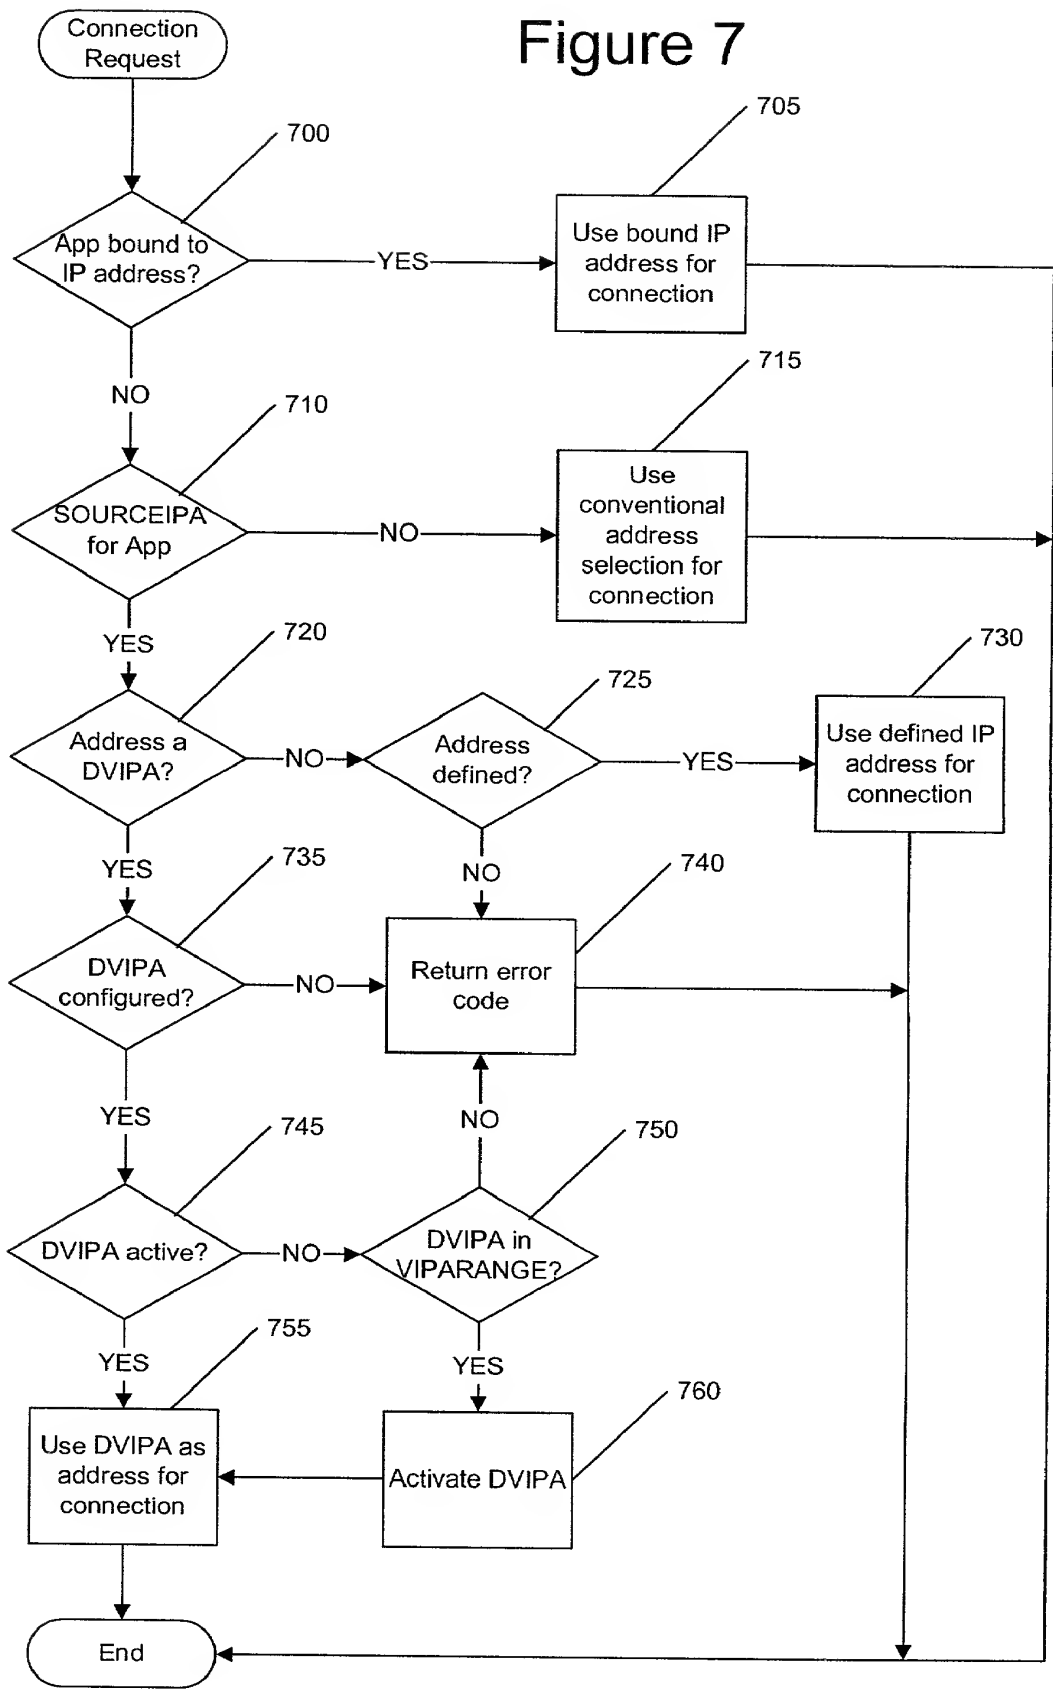 Figure 7
Connection
Request
700
App bound to
IP address?
YES
705
Use bound IP
address for
connection
NO
710
SOURCEIPA
for App
NO
715
Use
conventional
address
selection for
connection
YES
720
Address a
DVIPA?
NO
725
Address
defined?
YES
730
Use defined IP
address for
connection
YES
NO
735
DVIPA
configured?
NO
740
Return error
code
YES
NO
745
DVIPA active?
NO
750
DVIPA in
VIPARANGE?
YES
YES
755
Use DVIPA as
address for
connection
760
Activate DVIPA
End